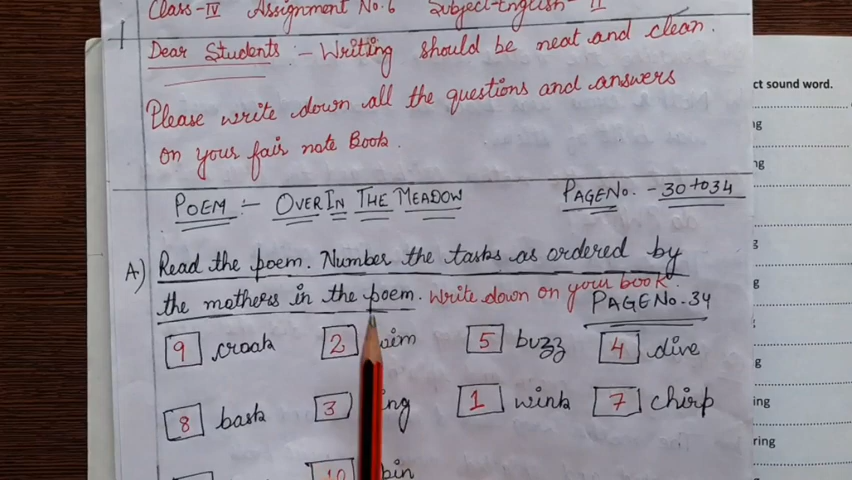 Class-IV Assignment No. 6 Subject-English-II
Dear Students :- Writing should be neat and clean.
Please write down all the questions and answers
on your fair note Book.
POEM :- OVER IN THE MEADOW PAGE No. - 30 to 34
A) Read the poem. Number the tasks as ordered by
the mothers in the poem. Write down on your book.
PAGE No.-34
9 croak 2 5 buzz 4 dive
8 bask 3 1 wink 7 chirp
10
ct sound word.
ng
ing
g
g
g
g
ing
ring
g